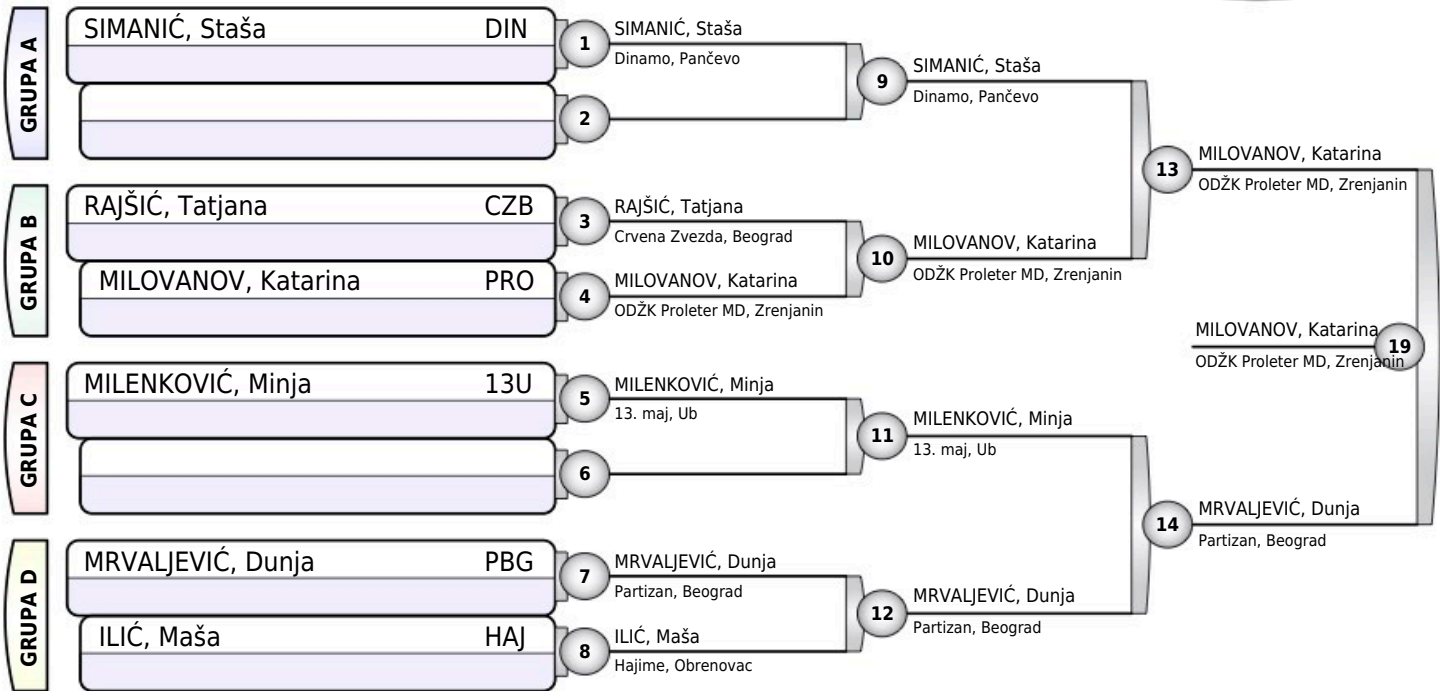 GRUPA A
SIMANIĆ, Staša DIN
1
SIMANIĆ, Staša
Dinamo, Pančevo
2
9
SIMANIĆ, Staša
Dinamo, Pančevo
GRUPA B
RAJŠIĆ, Tatjana CZB
MILOVANOV, Katarina PRO
3
RAJŠIĆ, Tatjana
Crvena Zvezda, Beograd
4
MILOVANOV, Katarina
ODŽK Proleter MD, Zrenjanin
10
MILOVANOV, Katarina
ODŽK Proleter MD, Zrenjanin
13
MILOVANOV, Katarina
ODŽK Proleter MD, Zrenjanin
MILOVANOV, Katarina
ODŽK Proleter MD, Zrenjanin
19
GRUPA C
MILENKOVIĆ, Minja 13U
5
MILENKOVIĆ, Minja
13. maj, Ub
6
11
MILENKOVIĆ, Minja
13. maj, Ub
GRUPA D
MRVALJEVIĆ, Dunja PBG
ILIĆ, Maša HAJ
7
MRVALJEVIĆ, Dunja
Partizan, Beograd
8
ILIĆ, Maša
Hajime, Obrenovac
12
MRVALJEVIĆ, Dunja
Partizan, Beograd
14
MRVALJEVIĆ, Dunja
Partizan, Beograd